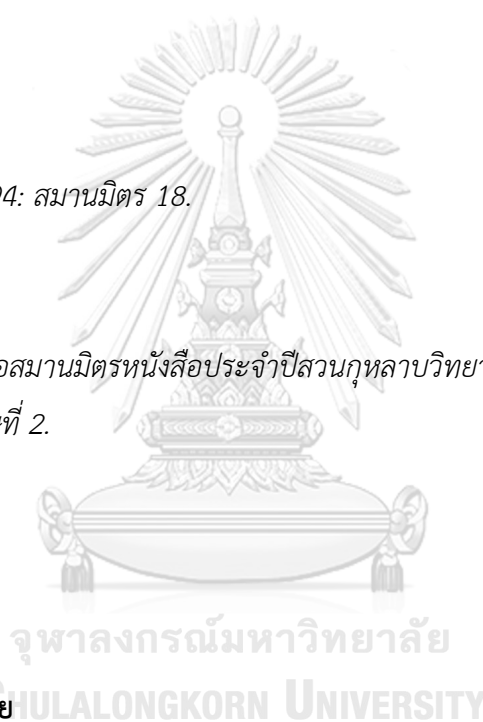 94: สมานมิตร 18.
อสมานมิตรหนังสือประจำปีสวนกุหลาบวิทยา
ที่ 2.
จุฬาลงกรณ์มหาวิทยาลัย
ย
CHULALONGKORN UNIVERSITY